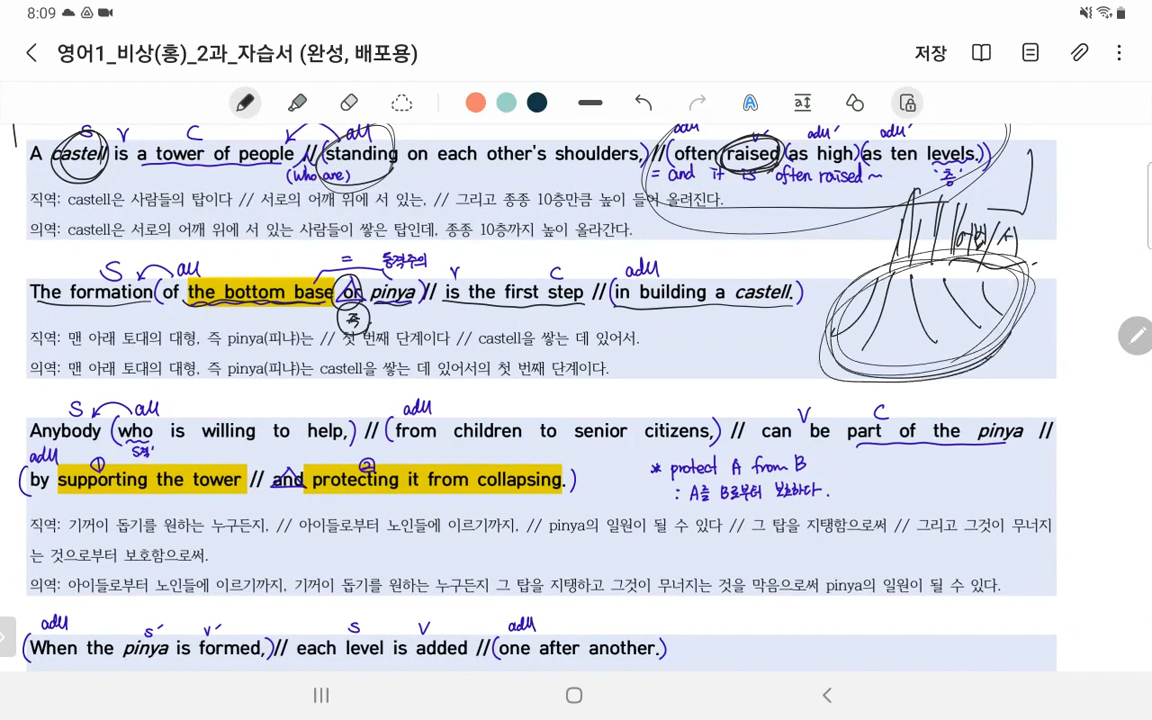 8:09
영어1_비상(홍)_2과_자습서 (완성, 배포용)
저장
S V C adu
adu v' adu' adu'
A castell is a tower of people // (standing on each other's shoulders,) // (often raised (as high) (as ten levels.))
(who are) = and it is often raised~ '층'
직역: castell은 사람들의 탑이다 // 서로의 어깨 위에 서 있는, // 그리고 종종 10층만큼 높이 들어 올려진다.
의역: castell은 서로의 어깨 위에 서 있는 사람들이 쌓은 탑인데, 종종 10층까지 높이 올라간다.
S all = 동격주의 V C adu
The formation (of the bottom base or pinya) // is the first step // (in building a castell.)
즉
직역: 맨 아래 토대의 대형, 즉 pinya(피냐)는 // 첫 번째 단계이다 // castell을 쌓는 데 있어서.
의역: 맨 아래 토대의 대형, 즉 pinya(피냐)는 castell을 쌓는 데 있어서의 첫 번째 단계이다.
S all adu V C
Anybody (who is willing to help,) // (from children to senior citizens,) // can be part of the pinya //
adu ① ②
(by supporting the tower // and protecting it from collapsing.)
* protect A from B
: A를 B로부터 보호하다.
직역: 기꺼이 돕기를 원하는 누구든지, // 아이들로부터 노인들에 이르기까지, // pinya의 일원이 될 수 있다 // 그 탑을 지탱함으로써 // 그리고 그것이 무너지
는 것으로부터 보호함으로써.
의역: 아이들로부터 노인들에 이르기까지, 기꺼이 돕기를 원하는 누구든지 그 탑을 지탱하고 그것이 무너지는 것을 막음으로써 pinya의 일원이 될 수 있다.
adu s' v' S V adu
(When the pinya is formed,) // each level is added // (one after another.)